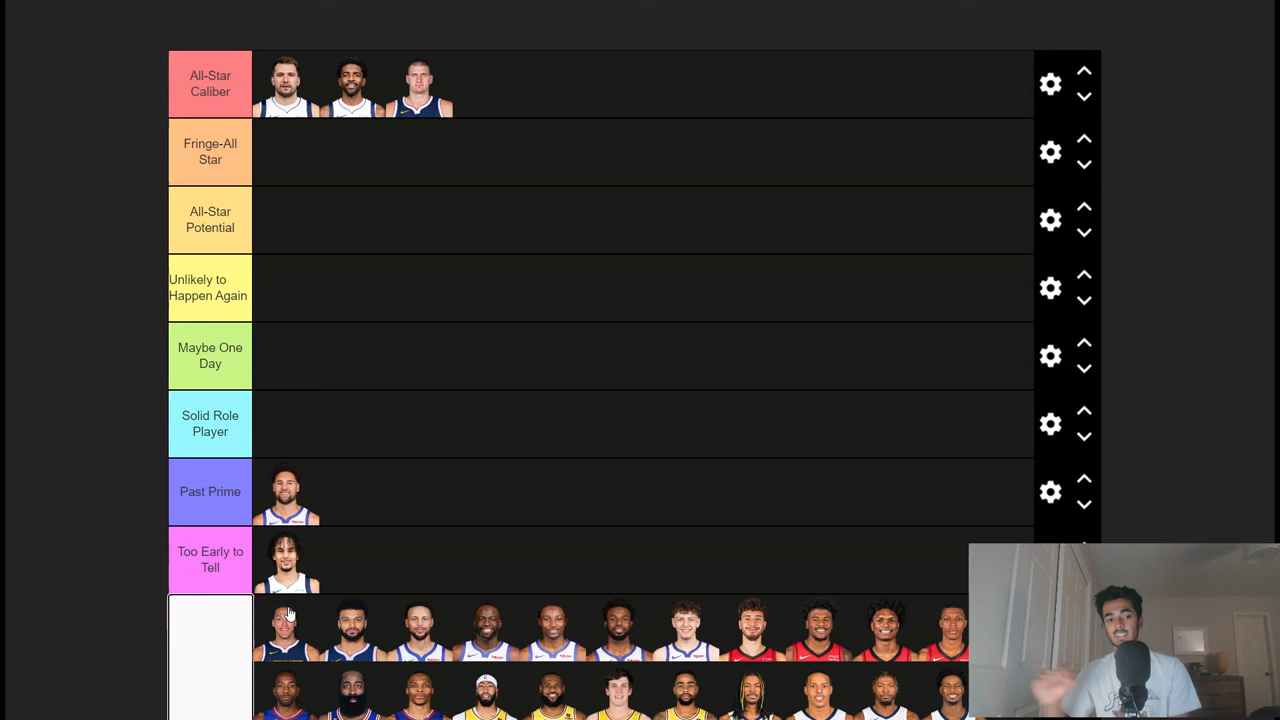 All-Star
Caliber
Fringe-All
Star
All-Star
Potential
Unlikely to
Happen Again
Maybe One
Day
Solid Role
Player
Past Prime
Too Early to
Tell